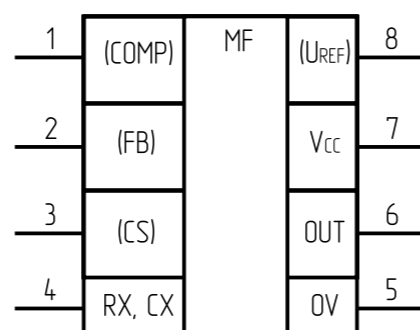 1 (COMP) MF (UREF) 8
2 (FB) Vcc 7
3 (CS) OUT 6
4 RX, CX 0V 5